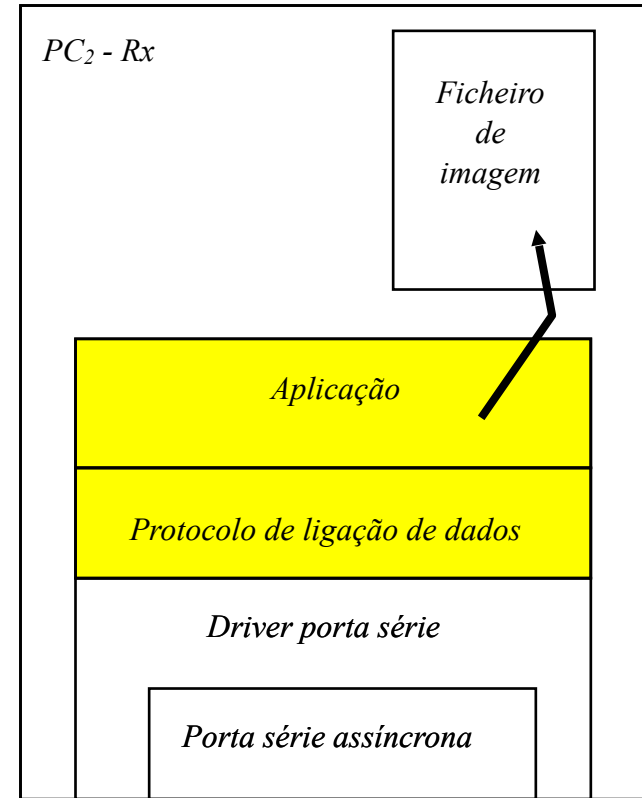 PC2 - Rx
Ficheiro
de
imagem
Aplicação
Protocolo de ligação de dados
Driver porta série
Porta série assíncrona